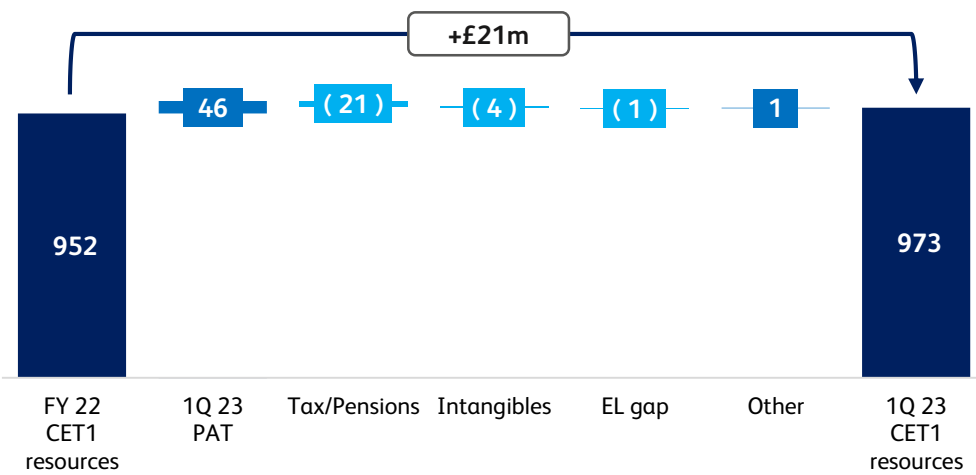 +£21m
46
( 21 )
( 4 )
( 1 )
1
952
973
FY 22
CET1
resources
1Q 23
PAT
Tax/Pensions
Intangibles
EL gap
Other
1Q 23
CET1
resources